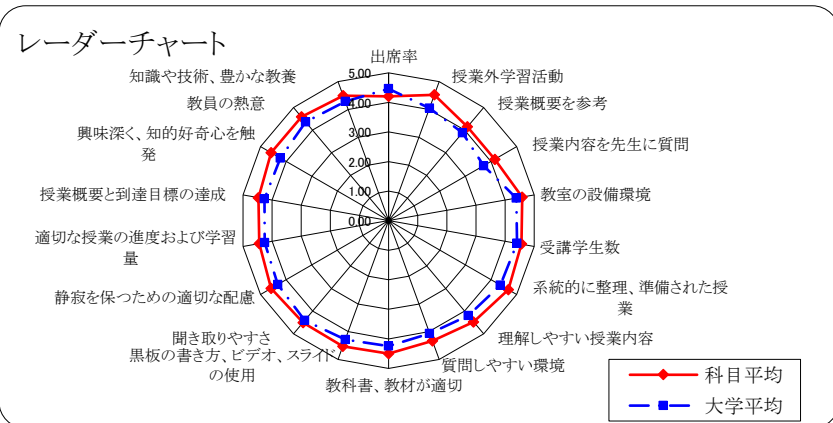 レーダーチャート
出席率
授業外学習活動
授業概要を参考
授業内容を先生に質問
教室の設備環境
受講学生数
系統的に整理、準備された授
業
理解しやすい授業内容
質問しやすい環境
教科書、教材が適切
黒板の書き方、ビデオ、スライド
の使用
聞き取りやすさ
静寂を保つための適切な配慮
適切な授業の進度および学習
量
授業概要と到達目標の達成
興味深く、知的好奇心を触
発
教員の熱意
知識や技術、豊かな教養
5.00
4.00
3.00
2.00
1.00
0.00
科目平均
大学平均